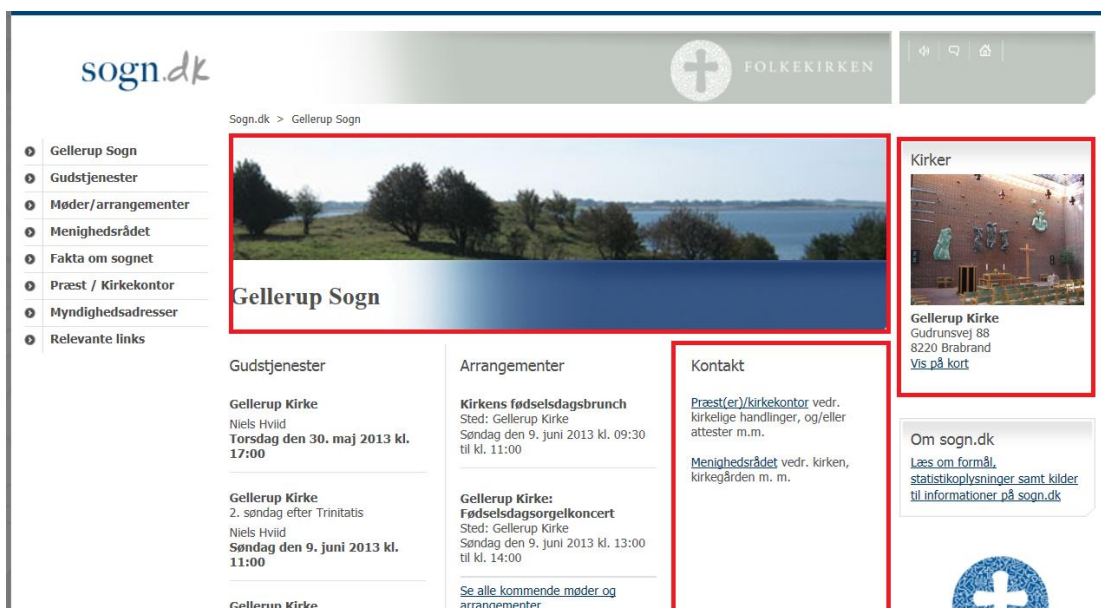 sogn.dk
FOLKEKIRKEN
Sogn.dk > Gellerup Sogn
Gellerup Sogn
Gudstjenester
Møder/arrangementer
Menighedsrådet
Fakta om sognet
Præst / Kirkekontor
Myndighedsadresser
Relevante links
Gellerup Sogn
Gudstjenester
Gellerup Kirke
Niels Hviid
Torsdag den 30. maj 2013 kl.
17:00
Gellerup Kirke
2. søndag efter Trinitatis
Niels Hviid
Søndag den 9. juni 2013 kl.
11:00
Gellerup Kirke
Arrangementer
Kirkens fødselsdagsbrunch
Sted: Gellerup Kirke
Søndag den 9. juni 2013 kl. 09:30
til kl. 11:00
Gellerup Kirke:
Fødselsdagsorgelkoncert
Sted: Gellerup Kirke
Søndag den 9. juni 2013 kl. 13:00
til kl. 14:00
Se alle kommende møder og
arrangementer
Kontakt
Præst(er)/kirkekontor vedr.
kirkelige handlinger, og/eller
attester m.m.
Menighedsrådet vedr. kirken,
kirkegården m. m.
Kirker
Gellerup Kirke
Gudrunsvej 88
8220 Brabrand
Vis på kort
Om sogn.dk
Læs om formål,
statistikoplysninger samt kilder
til informationer på sogn.dk